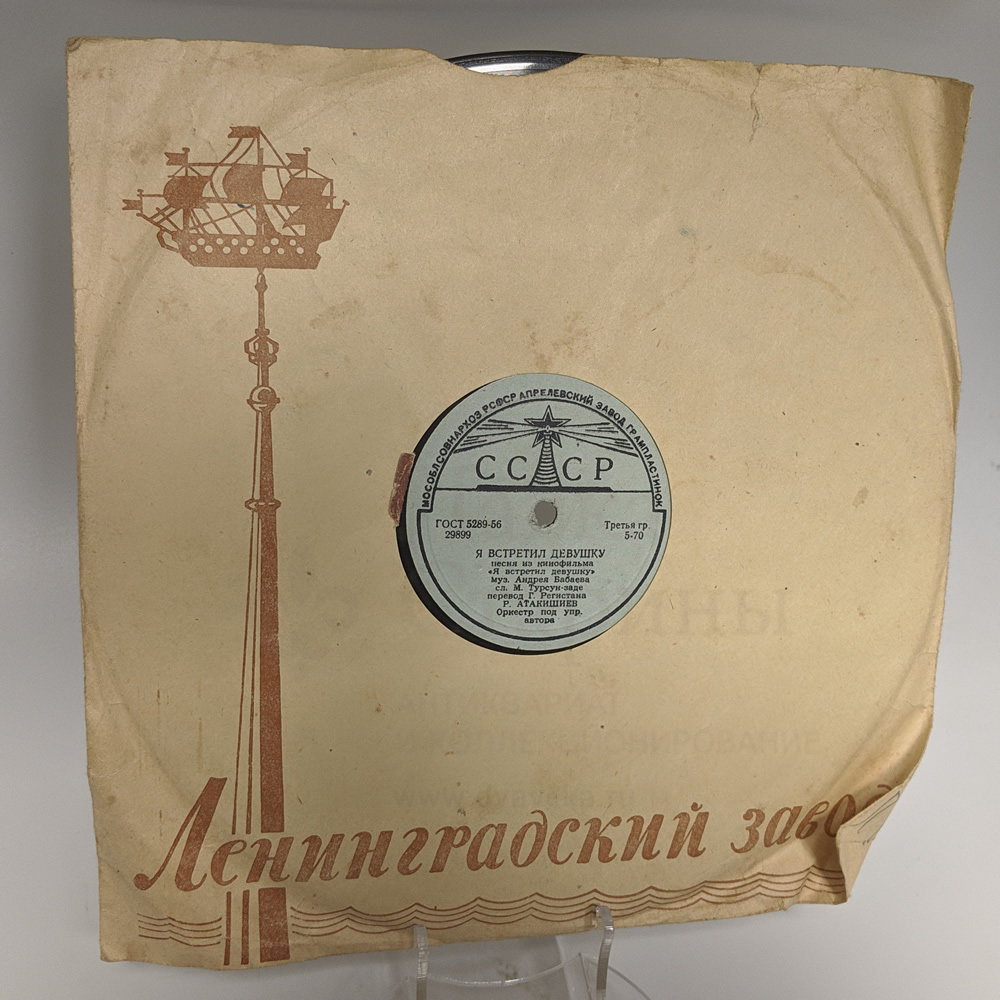 МОСОБЛСОВНАРХОЗ РСФСР АПРЕЛЕВСКИЙ ЗАВОД ГРАМПЛАСТИНОК
СССР
ГОСТ 5289-56 Третья гр.
29899 5-70
Я ВСТРЕТИЛ ДЕВУШКУ
песня из кинофильма
«Я встретил девушку»
муз. Андрея Бабаева
сл. М. Турсун-заде
перевод Г. Регистана
Р. АТАКИШИЕВ
Оркестр под упр.
автора
Ленинградский завод